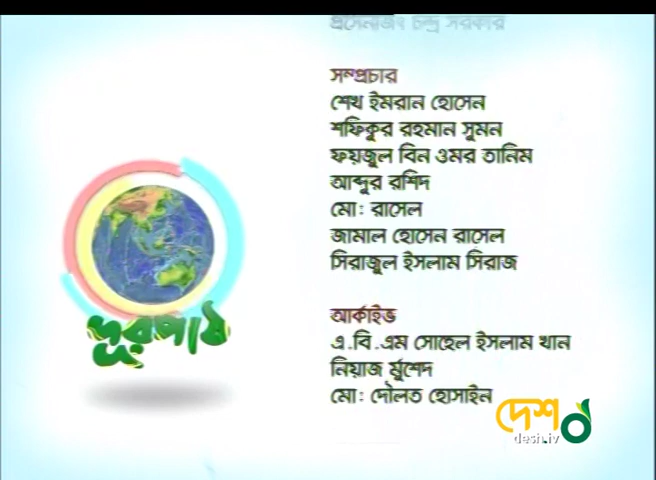 প্রসেনজিৎ চন্দ্র সরকার
সম্প্রচার
শেখ ইমরান হোসেন
শফিকুর রহমান সুমন
ফয়জুল বিন ওমর তানিম
আব্দুর রশিদ
মো: রাসেল
জামাল হোসেন রাসেল
সিরাজুল ইসলাম সিরাজ
আর্কাইভ
এ.বি.এম সোহেল ইসলাম খান
নিয়াজ র্মুশেদ
মো: দৌলত হোসাইন
দূরপাঠ
দেশ
desh.tv